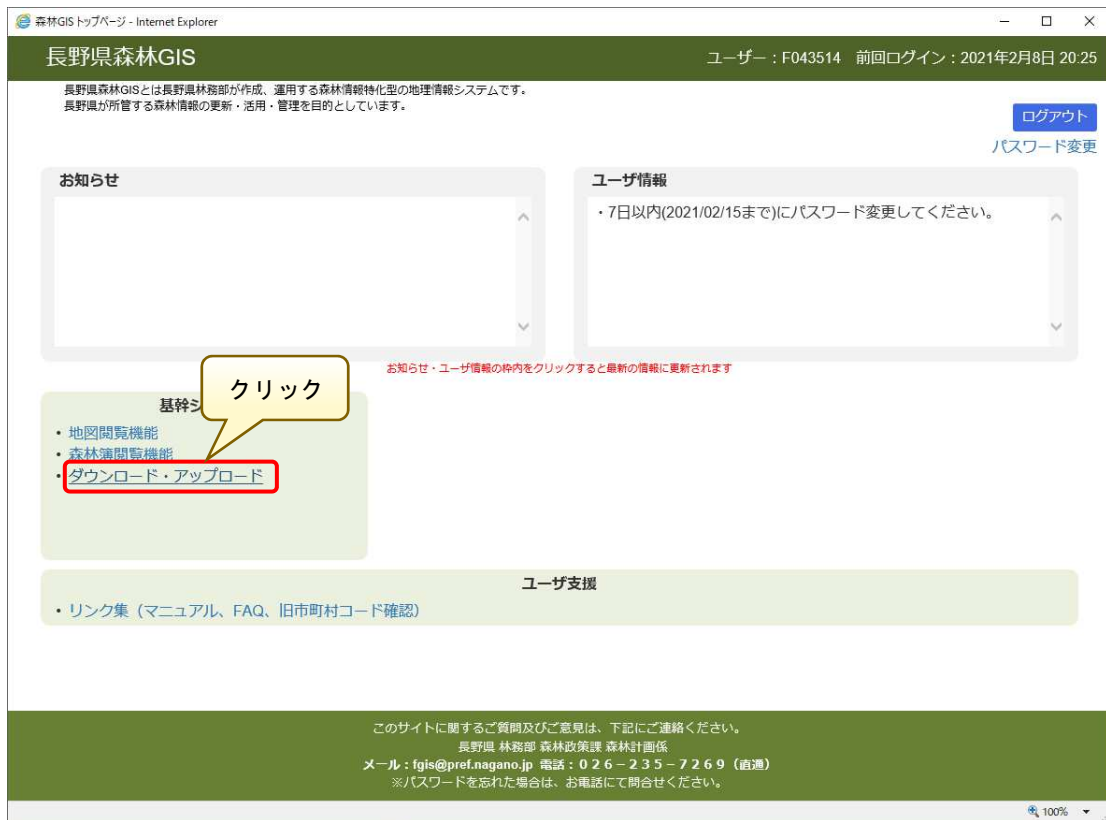 森林GIS トップページ - Internet Explorer
長野県森林GIS
ユーザー：F043514 前回ログイン：2021年2月8日 20:25
長野県森林GISとは長野県林務部が作成、運用する森林情報特化型の地理情報システムです。
長野県が所管する森林情報の更新・活用・管理を目的としています。
ログアウト
パスワード変更
お知らせ
ユーザ情報
・7日以内(2021/02/15まで)にパスワード変更してください。
お知らせ・ユーザ情報の枠内をクリックすると最新の情報に更新されます
クリック
基幹シ
・地図閲覧機能
・森林簿閲覧機能
・ダウンロード・アップロード
ユーザ支援
・リンク集（マニュアル、FAQ、旧市町村コード確認）
このサイトに関するご質問及びご意見は、下記にご連絡ください。
長野県 林務部 森林政策課 森林計画係
メール：fgis@pref.nagano.jp 電話：０２６－２３５－７２６９（直通）
※パスワードを忘れた場合は、お電話にて問合せください。
100%